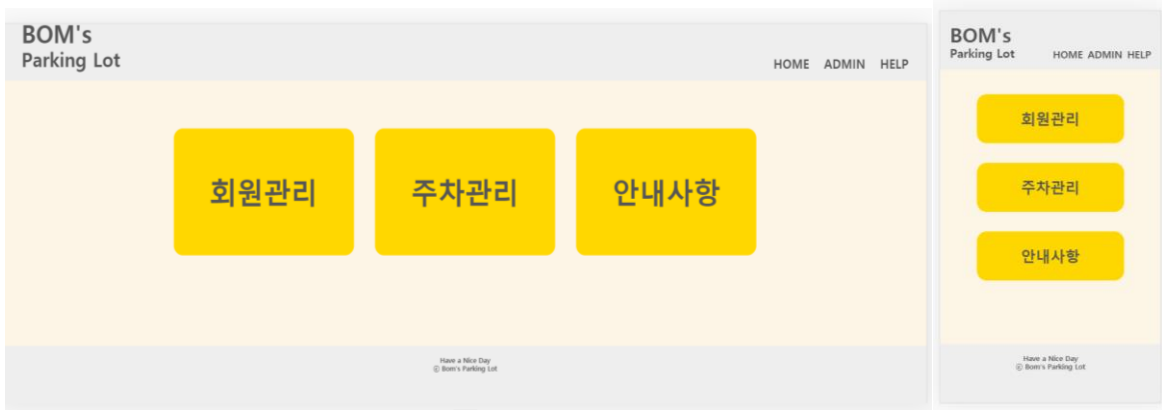 BOM's
Parking Lot
HOME ADMIN HELP
회원관리 주차관리 안내사항
Have a Nice Day
ⓒ Bom's Parking Lot
BOM's
Parking Lot
HOME ADMIN HELP
회원관리
주차관리
안내사항
Have a Nice Day
ⓒ Bom's Parking Lot